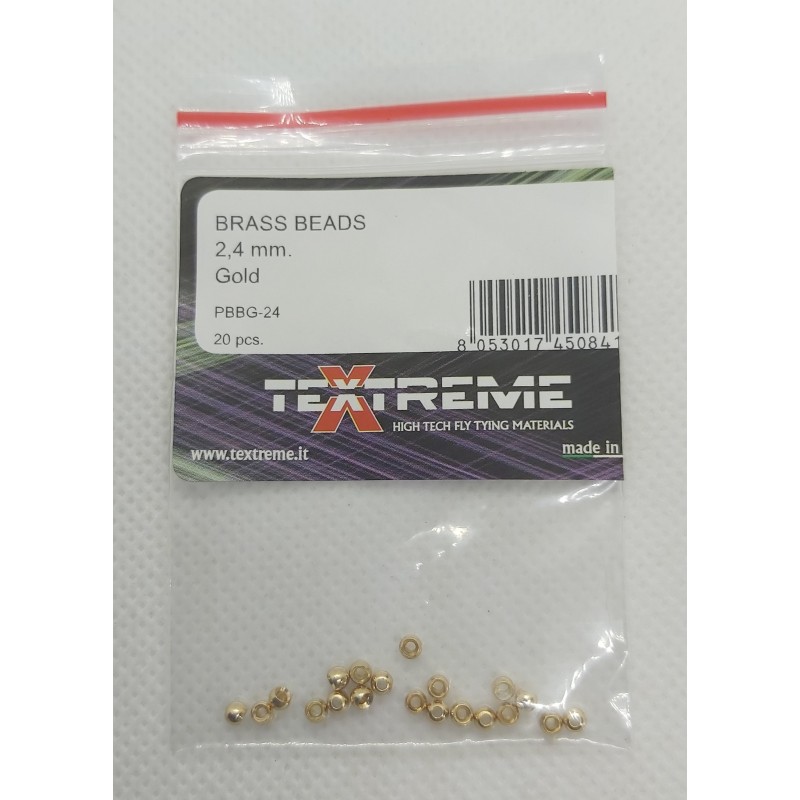 BRASS BEADS
2,4 mm.
Gold
PBBG-24
20 pcs.
8 053017 450841
TEXTREME
HIGH TECH FLY TYING MATERIALS
www.textreme.it
made in